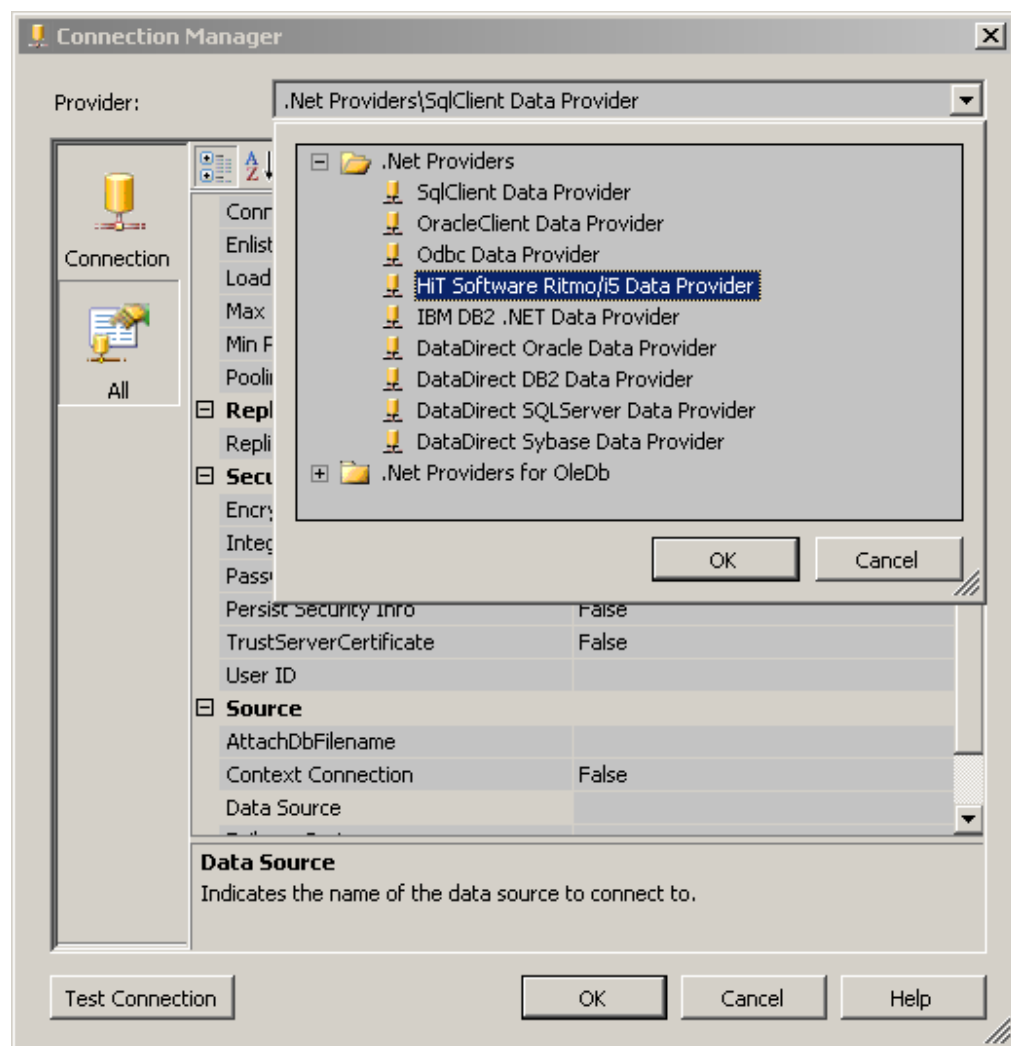 Connection Manager
Provider:
.Net Providers\SqlClient Data Provider
.Net Providers
SqlClient Data Provider
OracleClient Data Provider
Odbc Data Provider
HiT Software Ritmo/i5 Data Provider
IBM DB2 .NET Data Provider
DataDirect Oracle Data Provider
DataDirect DB2 Data Provider
DataDirect SQLServer Data Provider
DataDirect Sybase Data Provider
.Net Providers for OleDb
OK Cancel
Connection
All
A
Z
Conn
Enlist
Load
Max
Min P
Poolin
Repl
Repli
Secu
Encry
Integ
Passw
Persist Security Info False
TrustServerCertificate False
User ID
Source
AttachDbFilename
Context Connection False
Data Source
Data Source
Indicates the name of the data source to connect to.
Test Connection OK Cancel Help